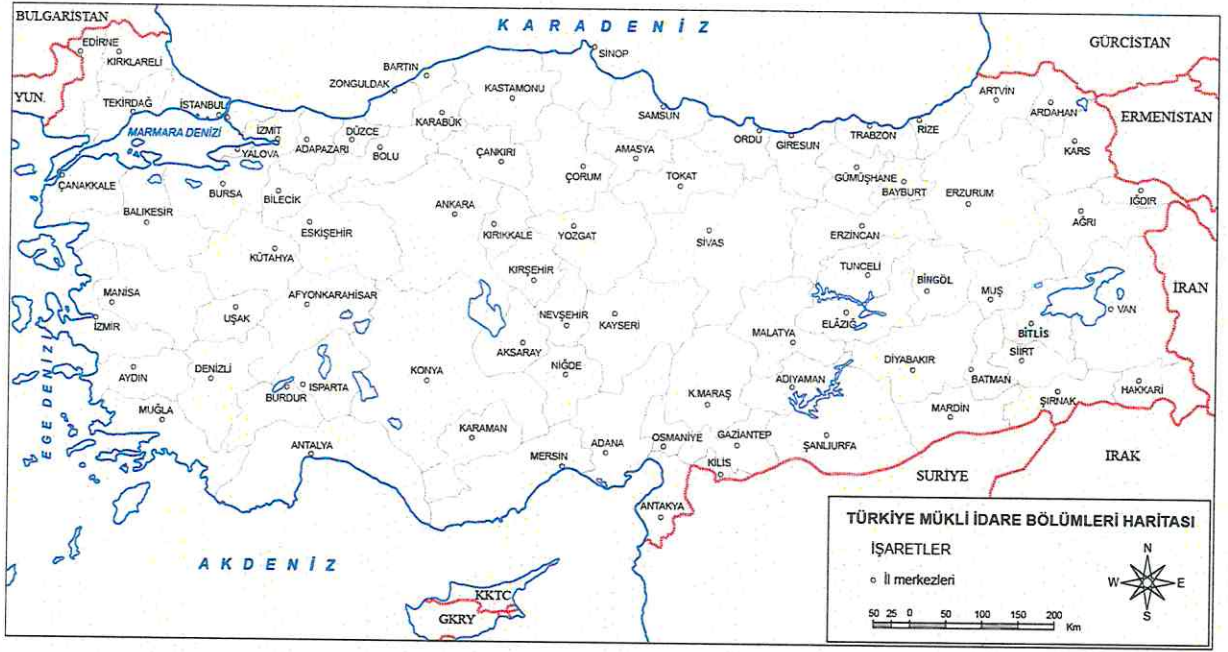 BULGARİSTAN
KARADENİZ
GÜRCİSTAN
EDİRNE
KIRKLARELİ
SINOP
BARTIN
ZONGULDAK
KASTAMONU
ARTVİN
YUN.
TEKİRDAĞ
İSTANBUL
KARABÜK
SAMSUN
ARDAHAN
ERMENİSTAN
MARMARA DENİZİ
İZMİT
ADAPAZARI
DÜZCE
BOLU
ORDU
GİRESUN
TRABZON
RİZE
KARS
YALOVA
ÇANKIRI
AMASYA
ÇANAKKALE
BURSA
BİLECİK
ÇORUM
TOKAT
GÜMÜŞHANE
BAYBURT
ERZURUM
IĞDIR
BALIKESİR
ANKARA
AĞRI
ESKİŞEHİR
KIRIKKALE
YOZGAT
SİVAS
ERZİNCAN
KÜTAHYA
KIRŞEHİR
TUNCELİ
BİNGÖL
MUŞ
İRAN
MANİSA
UŞAK
AFYONKARAHİSAR
NEVŞEHİR
KAYSERİ
ELÂZIĞ
VAN
İZMİR
MALATYA
BİTLİS
EGE DENİZİ
AKSARAY
SİİRT
AYDIN
DENİZLİ
BURDUR
ISPARTA
KONYA
NİĞDE
ADIYAMAN
DİYABAKIR
BATMAN
K.MARAŞ
ŞIRNAK
HAKKARİ
MUĞLA
MARDİN
KARAMAN
ANTALYA
MERSIN
ADANA
OSMANİYE
GAZİANTEP
ŞANLIURFA
KİLİS
SURİYE
IRAK
ANTAKYA
AKDENİZ
KKTC
GKRY
TÜRKİYE MÜKLİ İDARE BÖLÜMLERİ HARİTASI
İŞARETLER
İl merkezleri
N
W
E
S
50 25 0 50 100 150 200
Km